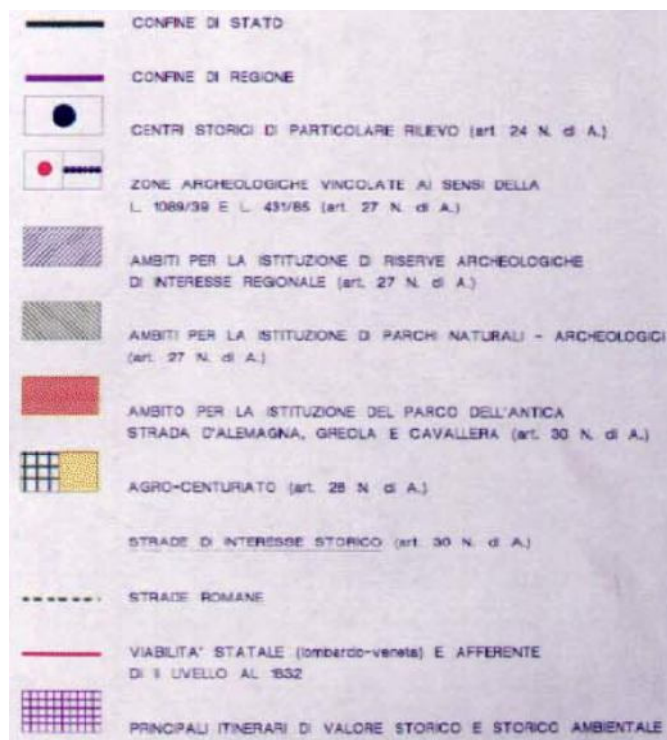 CONFINE DI STATO
CONFINE DI REGIONE
CENTRI STORICI DI PARTICOLARE RILIEVO (art. 24 N. di A.)
ZONE ARCHEOLOGICHE VINCOLATE AI SENSI DELLA
L. 1089/39 E L. 431/85 (art. 27 N. di A.)
AMBITI PER LA ISTITUZIONE DI RISERVE ARCHEOLOGICHE
DI INTERESSE REGIONALE (art. 27 N. di A.)
AMBITI PER LA ISTITUZIONE DI PARCHI NATURALI - ARCHEOLOGICI
(art. 27 N. di A.)
AMBITO PER LA ISTITUZIONE DEL PARCO DELL'ANTICA
STRADA D'ALEMAGNA, GREOLA E CAVALLERA (art. 30 N. di A.)
AGRO-CENTURIATO (art. 28 N. di A.)
STRADE DI INTERESSE STORICO (art. 30 N. di A.)
STRADE ROMANE
VIABILITA' STATALE (lombardo-veneta) E AFFERENTE
DI II LIVELLO AL 1832
PRINCIPALI ITINERARI DI VALORE STORICO E STORICO AMBIENTALE